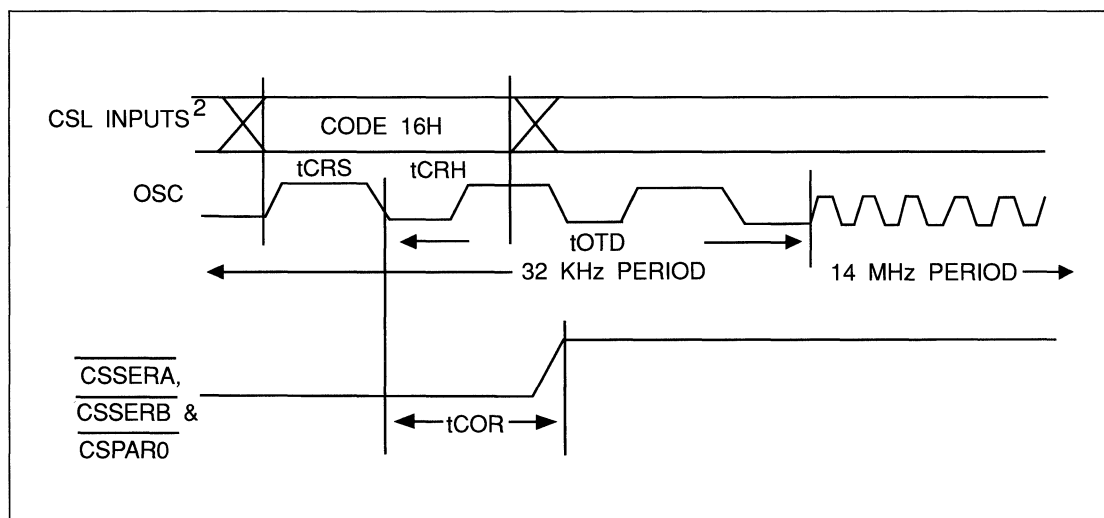 CSL INPUTS2
CODE 16H
tCRS tCRH
OSC
tOTD
32 KHz PERIOD
14 MHz PERIOD
CSSERA,
CSSERB &
CSPAR0
tCOR